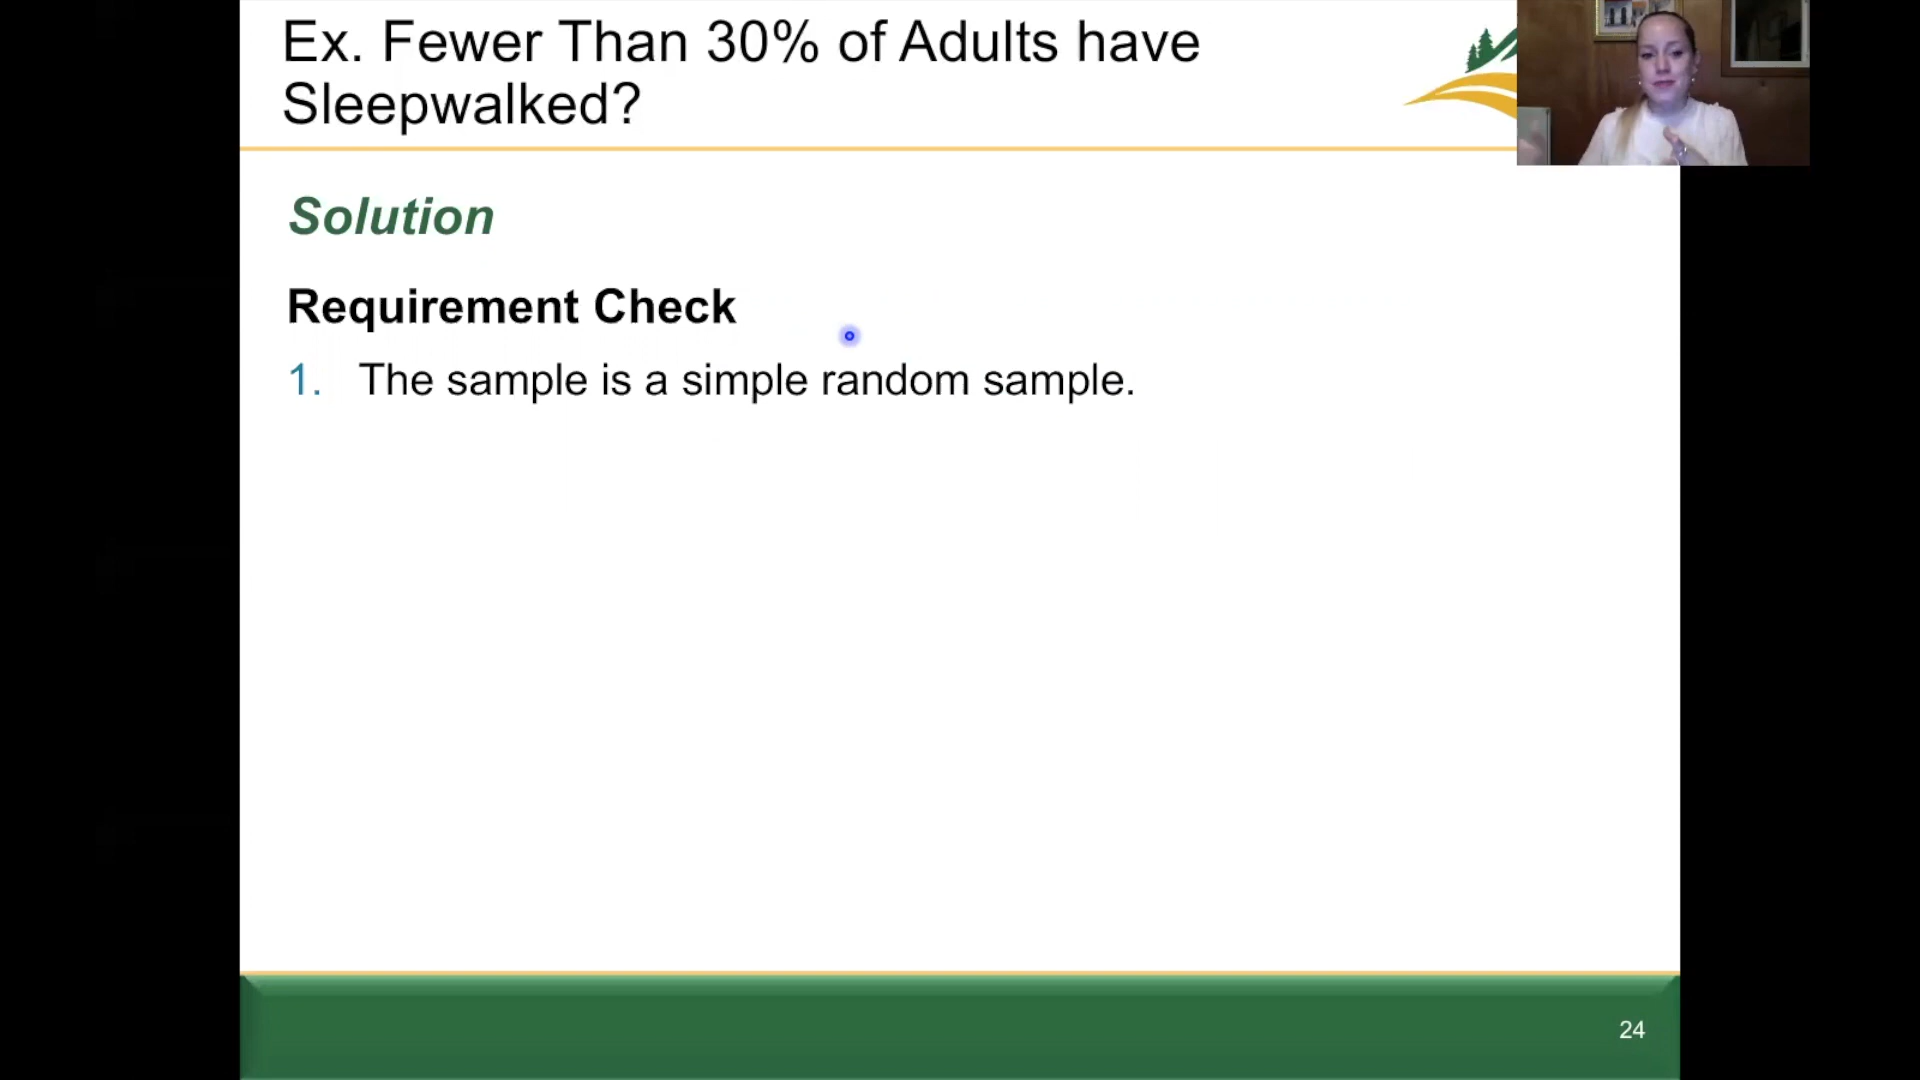 Ex. Fewer Than 30% of Adults have
Sleepwalked?
Solution
Requirement Check
1. The sample is a simple random sample.
24